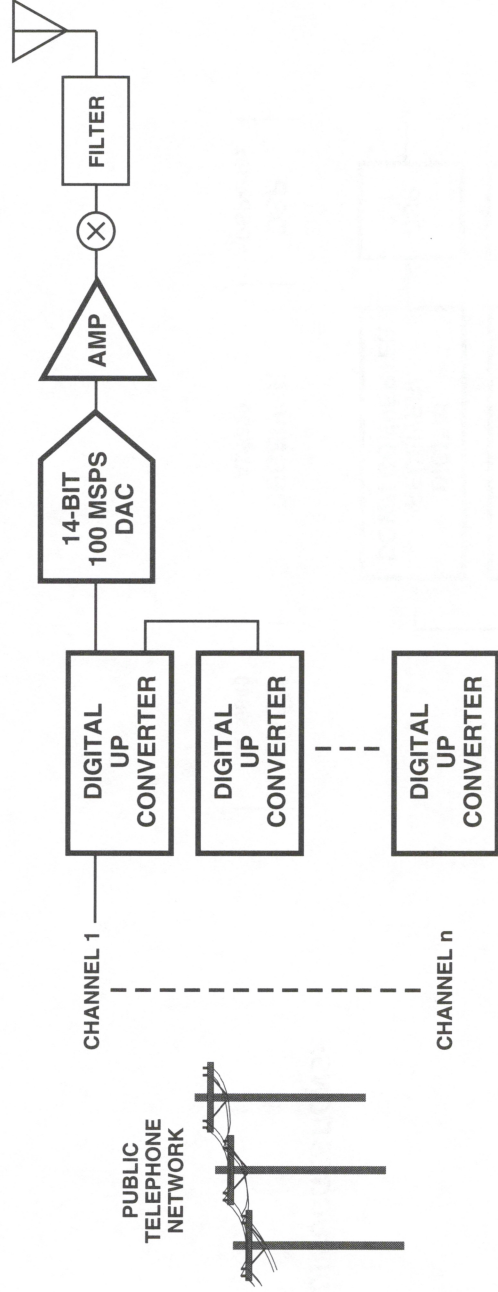 PUBLIC
TELEPHONE
NETWORK
CHANNEL 1
CHANNEL n
DIGITAL
UP
CONVERTER
DIGITAL
UP
CONVERTER
DIGITAL
UP
CONVERTER
14-BIT
100 MSPS
DAC
AMP
FILTER